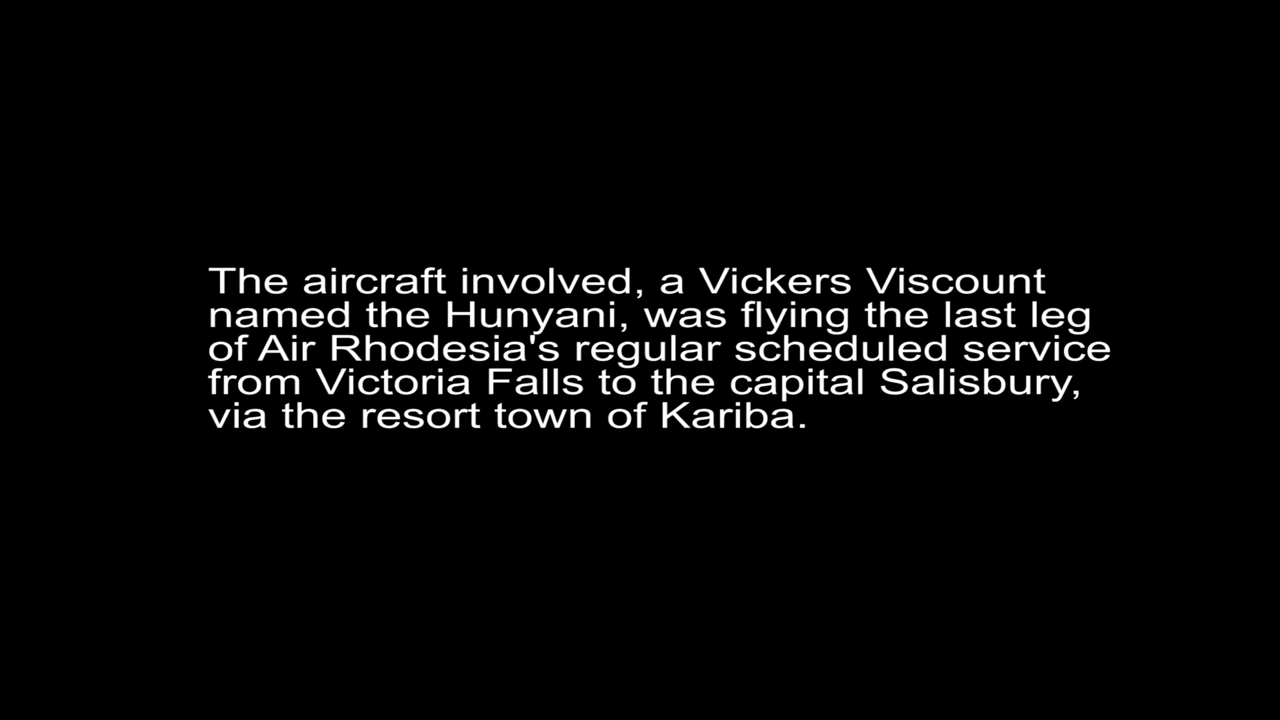 The aircraft involved, a Vickers Viscount
named the Hunyani, was flying the last leg
of Air Rhodesia's regular scheduled service
from Victoria Falls to the capital Salisbury,
via the resort town of Kariba.